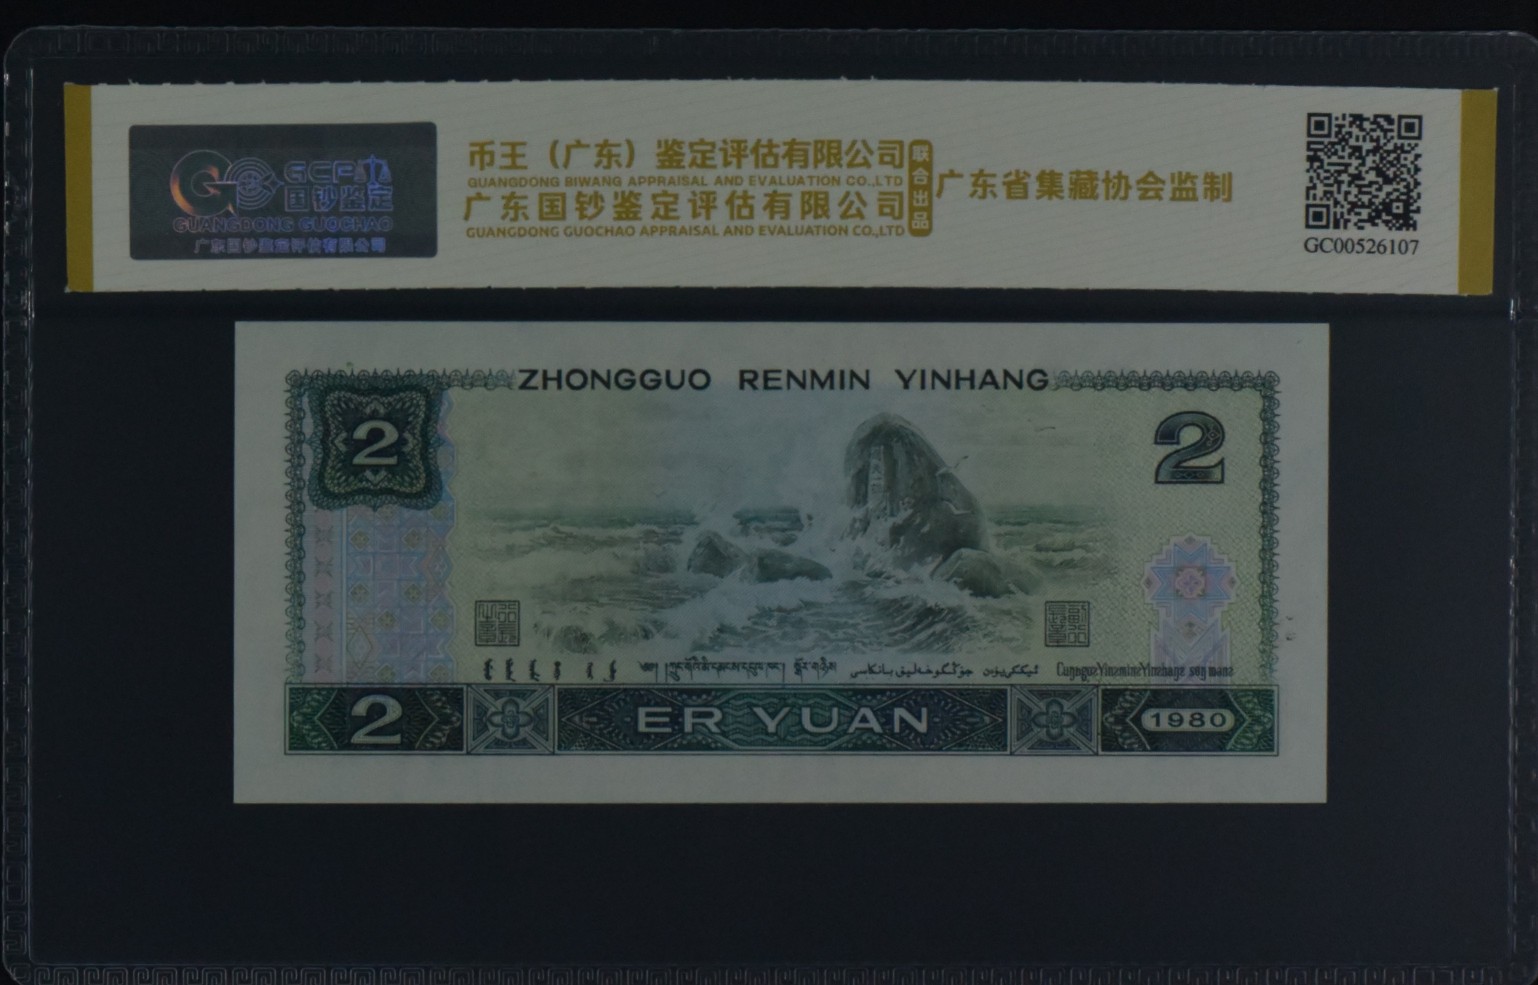 GCF
国钞鉴定
GUANGDONG GUOCHAO
广东国钞鉴定评估有限公司
币王（广东）鉴定评估有限公司
GUANGDONG BIWANG APPRAISAL AND EVALUATION CO.,LTD
广东国钞鉴定评估有限公司
GUANGDONG GUOCHAO APPRAISAL AND EVALUATION CO.,LTD
联合出品
广东省集藏协会监制
GC00526107
ZHONGGUO RENMIN YINHANG
2
2
2
ER YUAN
1980